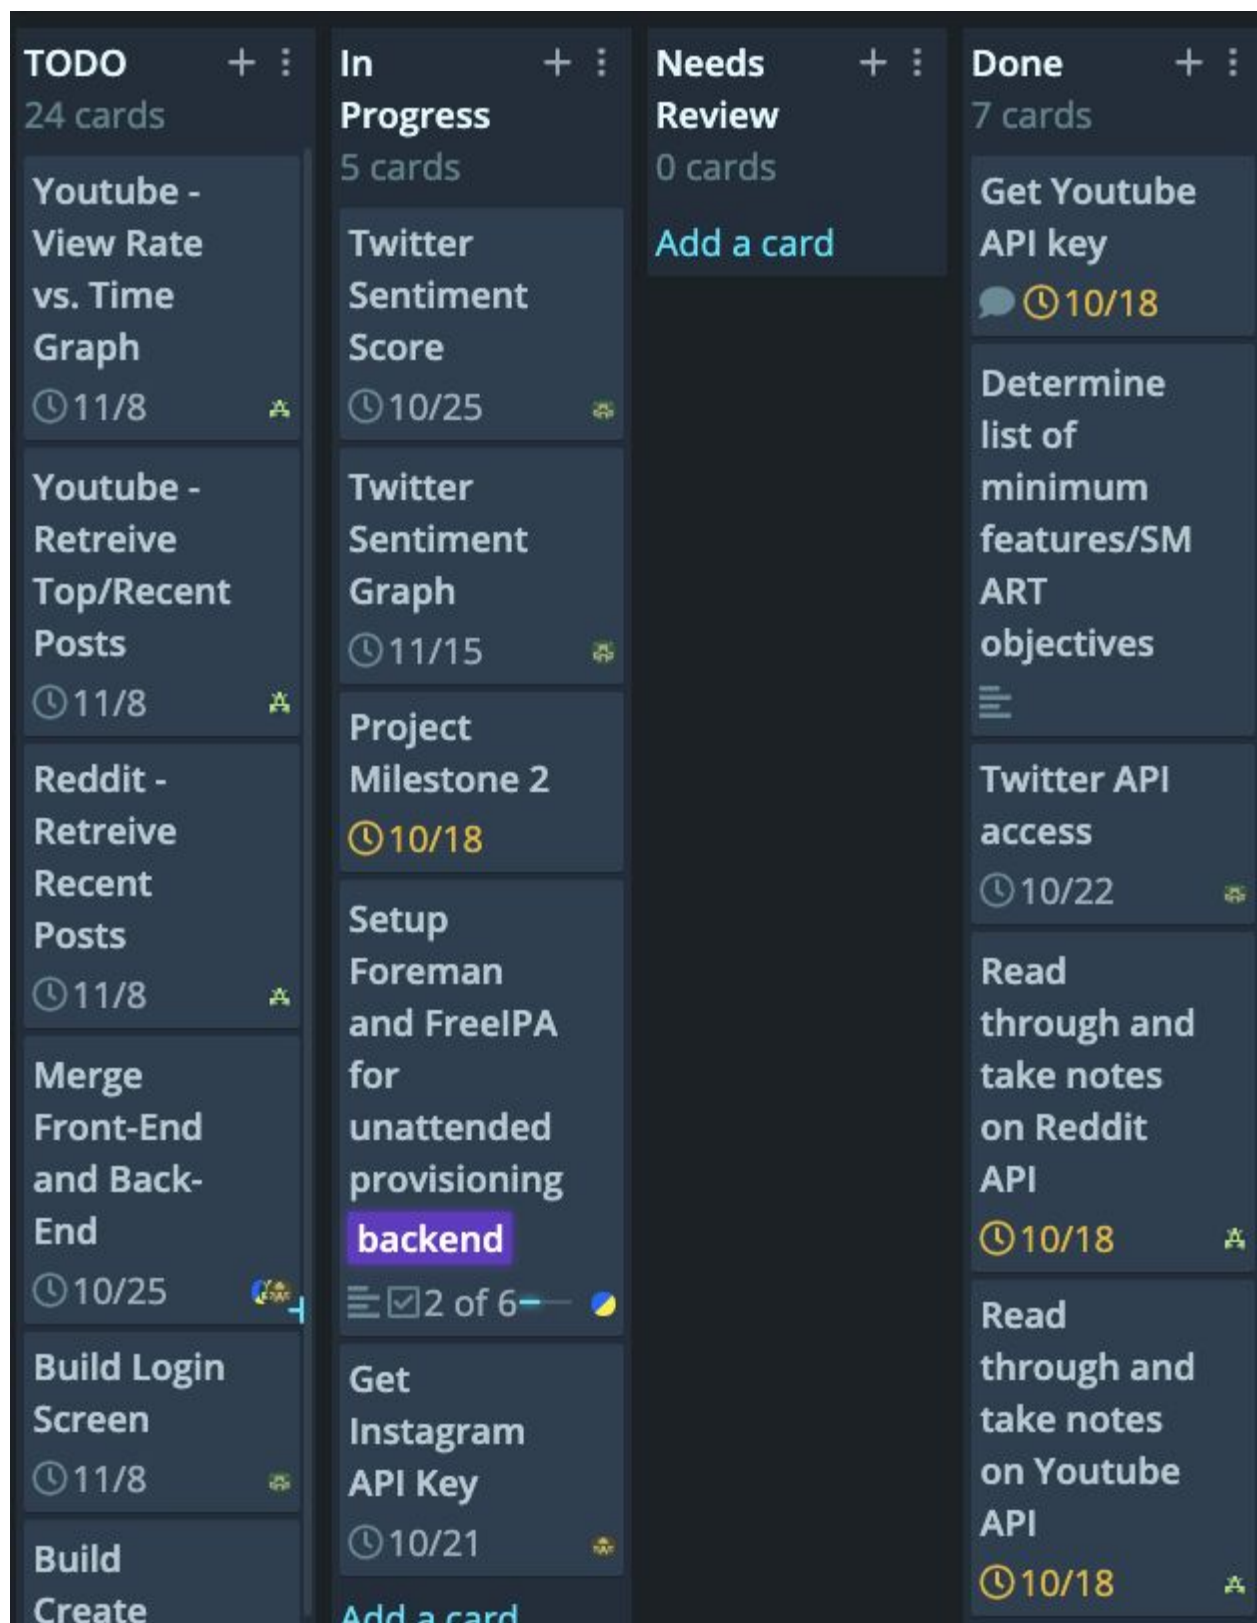 TODO
24 cards
Youtube -
View Rate
vs. Time
Graph
11/8
Youtube -
Retreive
Top/Recent
Posts
11/8
Reddit -
Retreive
Recent
Posts
11/8
Merge
Front-End
and Back-
End
10/25
Build Login
Screen
11/8
Build
Create
In
Progress
5 cards
Twitter
Sentiment
Score
10/25
Twitter
Sentiment
Graph
11/15
Project
Milestone 2
10/18
Setup
Foreman
and FreeIPA
for
unattended
provisioning
backend
2 of 6
Get
Instagram
API Key
10/21
Add a card
Needs
Review
0 cards
Add a card
Done
7 cards
Get Youtube
API key
10/18
Determine
list of
minimum
features/SM
ART
objectives
Twitter API
access
10/22
Read
through and
take notes
on Reddit
API
10/18
Read
through and
take notes
on Youtube
API
10/18